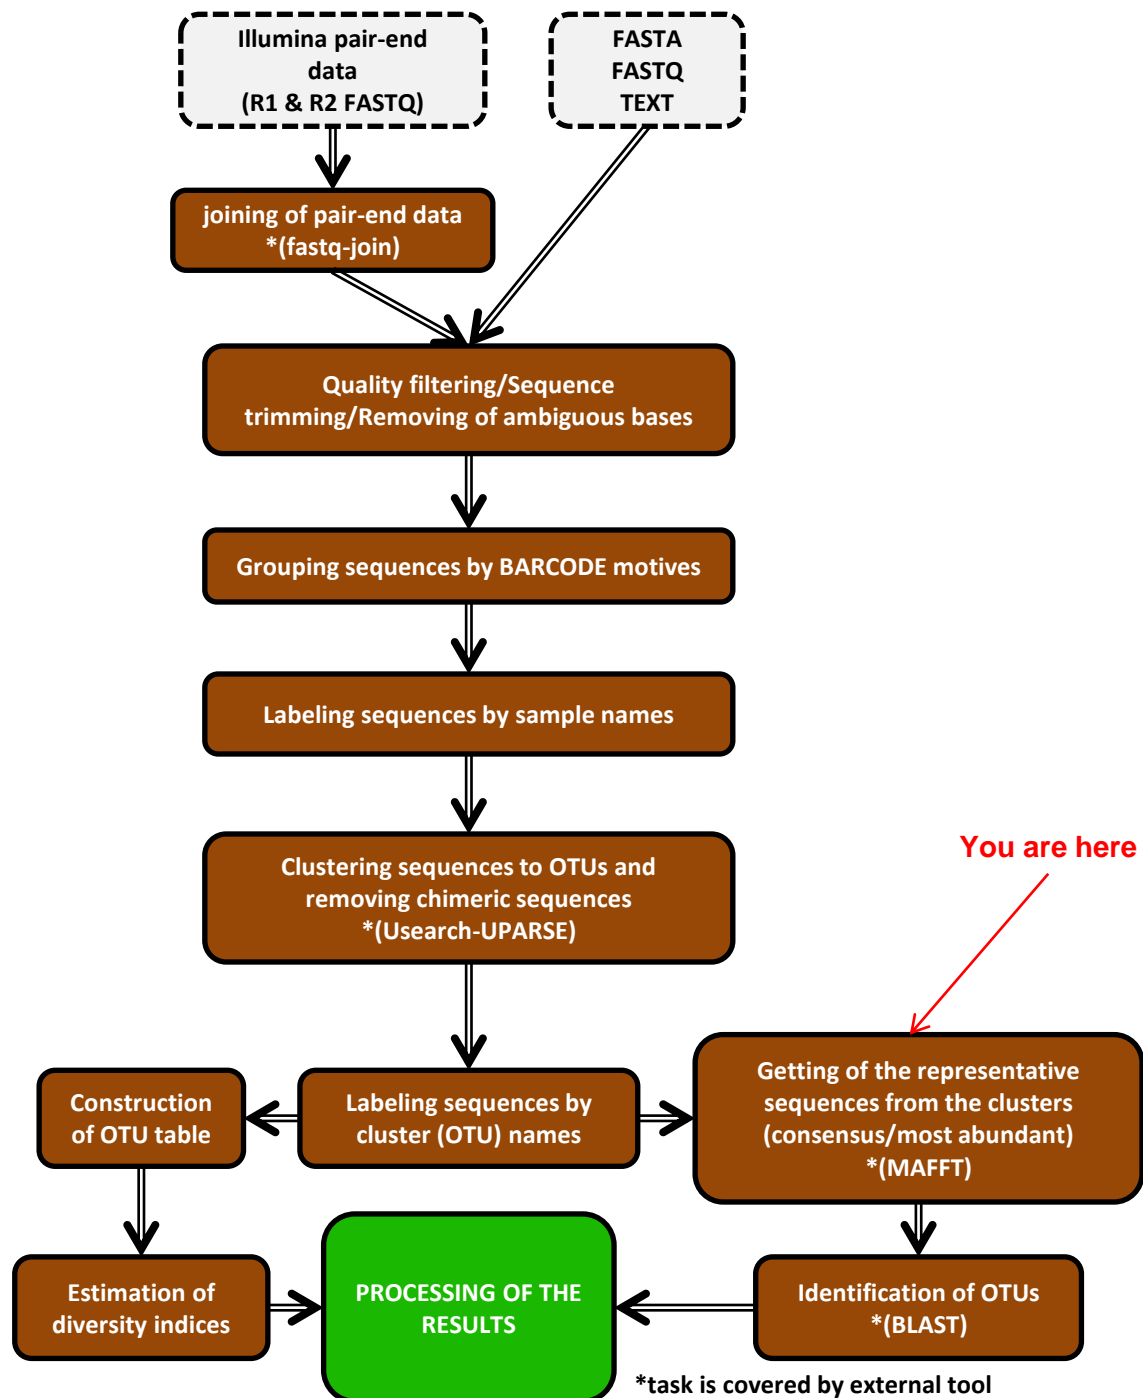 Illumina pair-end
data
(R1 & R2 FASTQ)
FASTA
FASTQ
TEXT
joining of pair-end data
*(fastq-join)
Quality filtering/Sequence
trimming/Removing of ambiguous bases
Grouping sequences by BARCODE motives
Labeling sequences by sample names
Clustering sequences to OTUs and
removing chimeric sequences
*(Usearch-UPARSE)
You are here
Construction
of OTU table
Labeling sequences by
cluster (OTU) names
Getting of the representative
sequences from the clusters
(consensus/most abundant)
*(MAFFT)
Estimation of
diversity indices
PROCESSING OF THE
RESULTS
Identification of OTUs
*(BLAST)
*task is covered by external tool